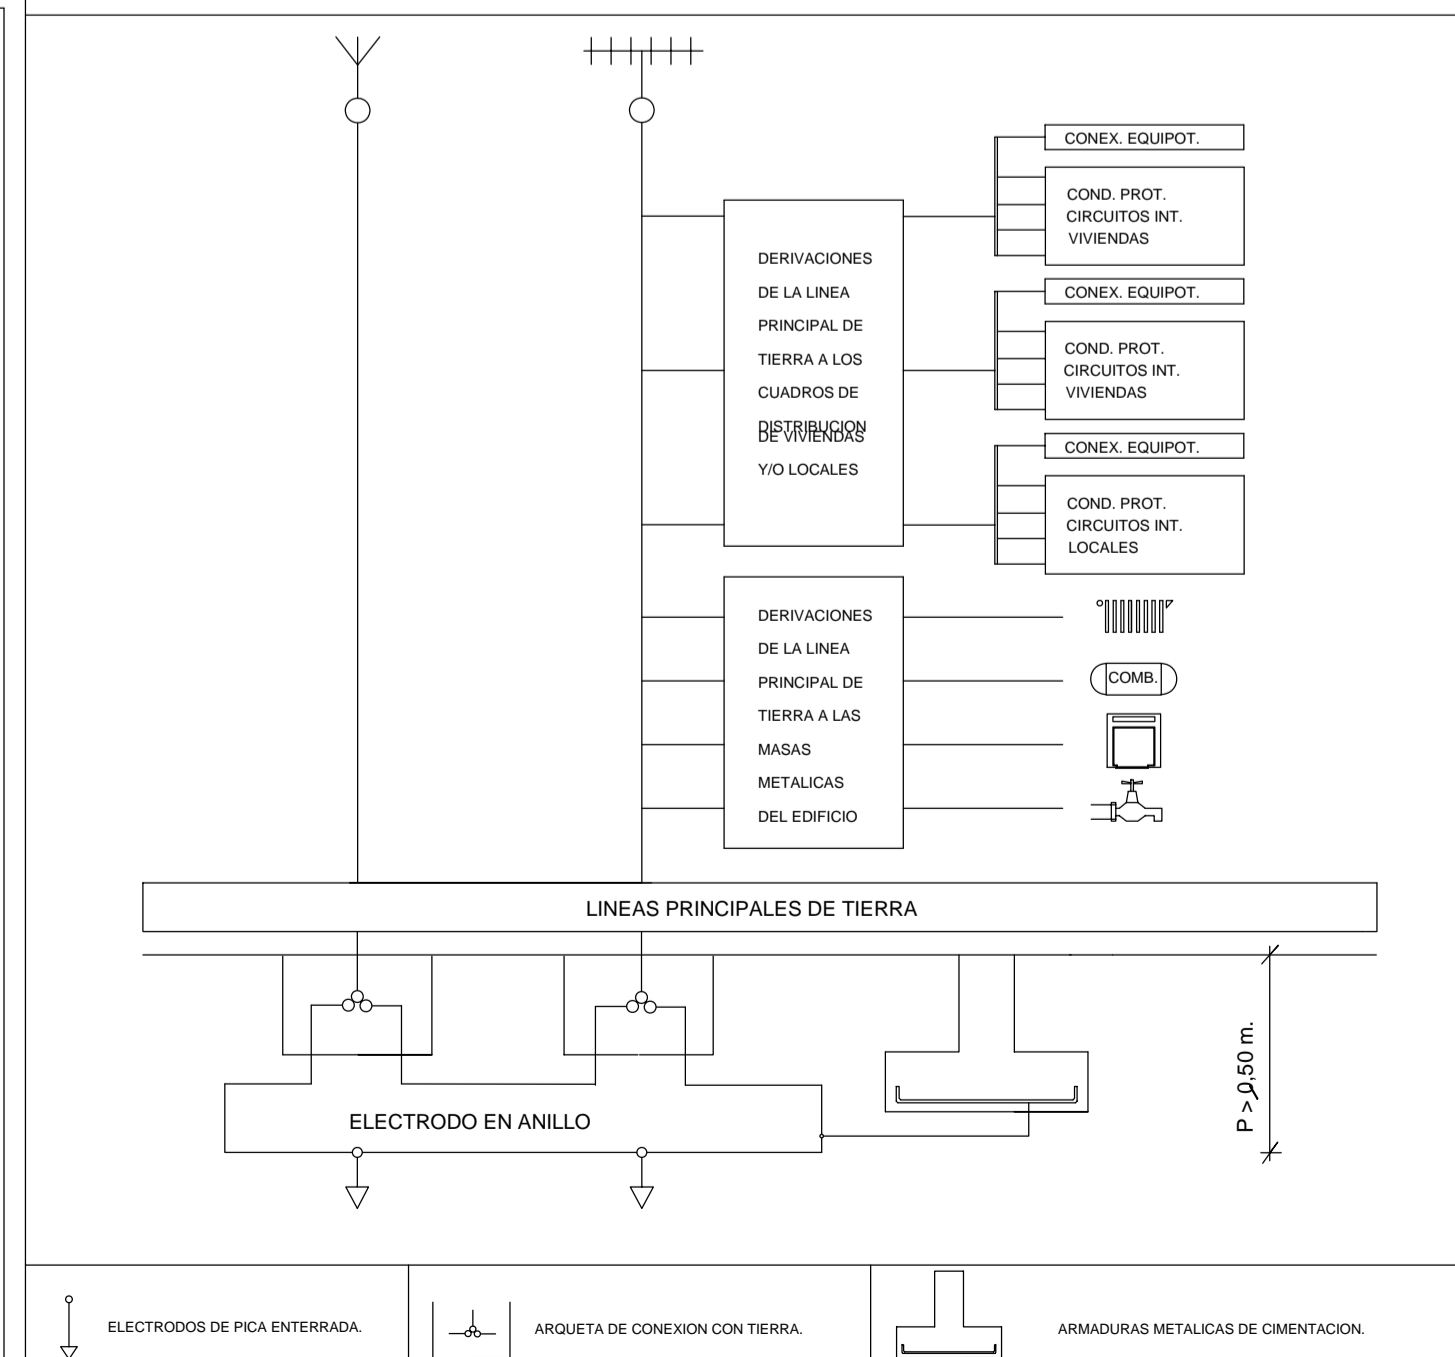 CONEX. EQUIPOT.
COND. PROT.
CIRCUITOS INT.
VIVIENDAS
DERIVACIONES
DE LA LINEA
PRINCIPAL DE
TIERRA A LOS
CUADROS DE
DISTRIBUCION
DE VIVIENDAS
Y/O LOCALES
CONEX. EQUIPOT.
COND. PROT.
CIRCUITOS INT.
VIVIENDAS
CONEX. EQUIPOT.
COND. PROT.
CIRCUITOS INT.
LOCALES
DERIVACIONES
DE LA LINEA
PRINCIPAL DE
TIERRA A LAS
MASAS
METALICAS
DEL EDIFICIO
COMB.
LINEAS PRINCIPALES DE TIERRA
P > 0,50 m.
ELECTRODO EN ANILLO
ELECTRODOS DE PICA ENTERRADA.
ARQUETA DE CONEXION CON TIERRA.
ARMADURAS METALICAS DE CIMENTACION.